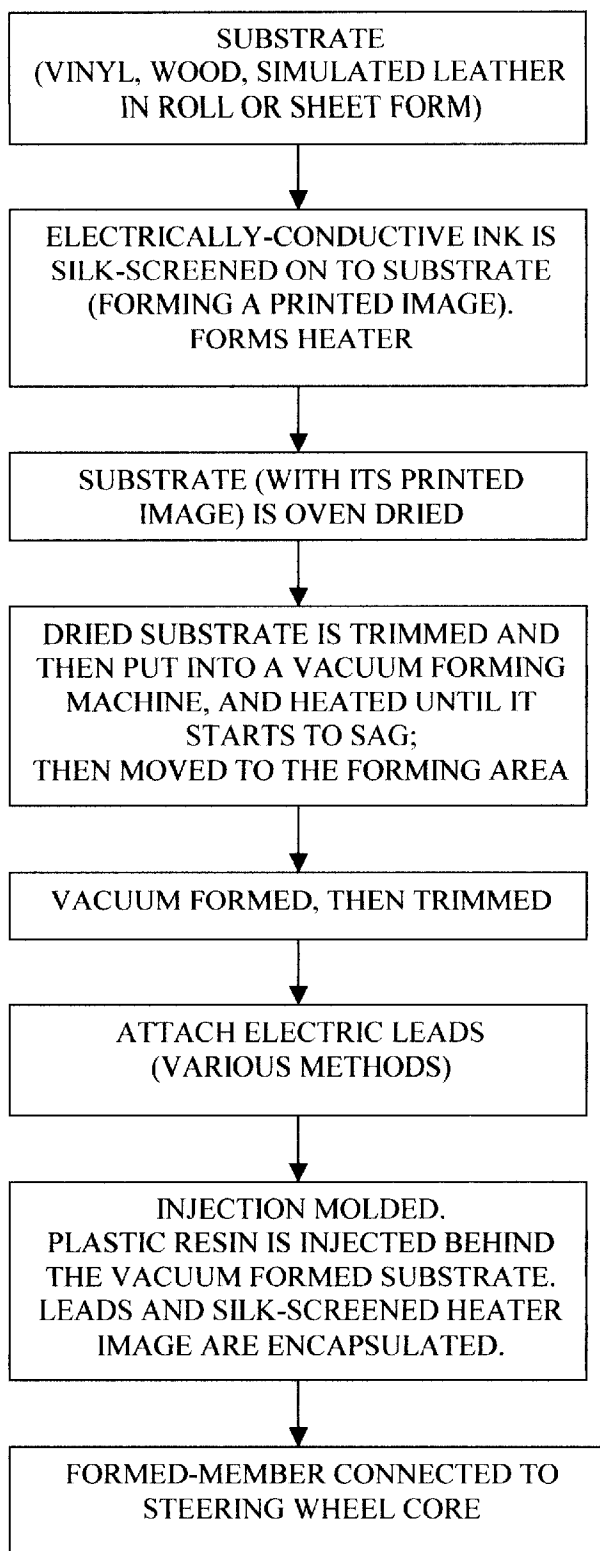 SUBSTRATE
(VINYL, WOOD, SIMULATED LEATHER
IN ROLL OR SHEET FORM)
ELECTRICALLY-CONDUCTIVE INK IS
SILK-SCREENED ON TO SUBSTRATE
(FORMING A PRINTED IMAGE).
FORMS HEATER
SUBSTRATE (WITH ITS PRINTED
IMAGE) IS OVEN DRIED
DRIED SUBSTRATE IS TRIMMED AND
THEN PUT INTO A VACUUM FORMING
MACHINE, AND HEATED UNTIL IT
STARTS TO SAG;
THEN MOVED TO THE FORMING AREA
VACUUM FORMED, THEN TRIMMED
ATTACH ELECTRIC LEADS
(VARIOUS METHODS)
INJECTION MOLDED.
PLASTIC RESIN IS INJECTED BEHIND
THE VACUUM FORMED SUBSTRATE.
LEADS AND SILK-SCREENED HEATER
IMAGE ARE ENCAPSULATED.
FORMED-MEMBER CONNECTED TO
STEERING WHEEL CORE